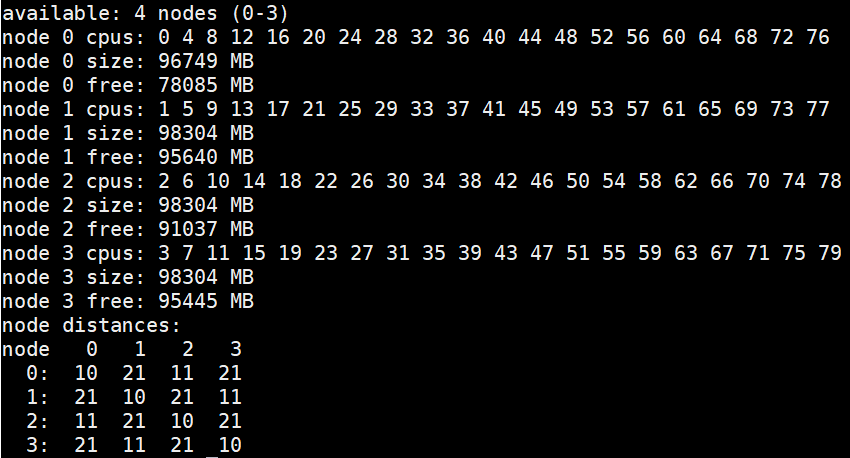 available: 4 nodes (0-3)
node 0 cpus: 0 4 8 12 16 20 24 28 32 36 40 44 48 52 56 60 64 68 72 76
node 0 size: 96749 MB
node 0 free: 78085 MB
node 1 cpus: 1 5 9 13 17 21 25 29 33 37 41 45 49 53 57 61 65 69 73 77
node 1 size: 98304 MB
node 1 free: 95640 MB
node 2 cpus: 2 6 10 14 18 22 26 30 34 38 42 46 50 54 58 62 66 70 74 78
node 2 size: 98304 MB
node 2 free: 91037 MB
node 3 cpus: 3 7 11 15 19 23 27 31 35 39 43 47 51 55 59 63 67 71 75 79
node 3 size: 98304 MB
node 3 free: 95445 MB
node distances:
node   0   1   2   3
  0:  10  21  11  21
  1:  21  10  21  11
  2:  11  21  10  21
  3:  21  11  21  10